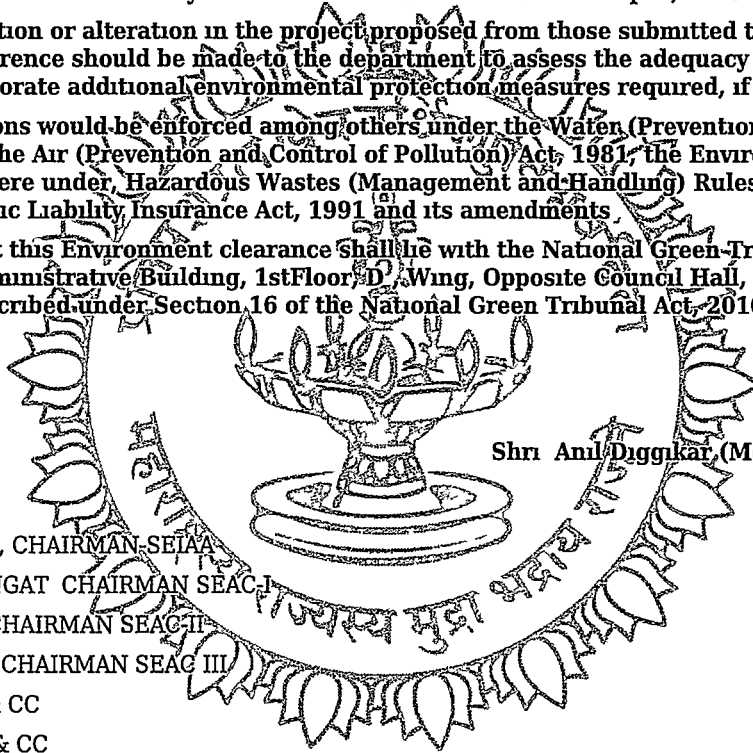 tion or alteration in the project proposed from those submitted t
rence should be made to the department to assess the adequacy
orate additional environmental protection measures required, if
ons would be enforced among others under the Water (Prevention
he Air (Prevention and Control of Pollution) Act, 1981, the Envir
ere under, Hazardous Wastes (Management and Handling) Rules
ic Liability Insurance Act, 1991 and its amendments
t this Environment clearance shall lie with the National Green Tr
ministrative Building, 1stFloor, D, Wing, Opposite Council Hall,
cribed under Section 16 of the National Green Tribunal Act, 2010
Shri Anil Diggikar (M
, CHAIRMAN-SEIAA
GAT CHAIRMAN SEAC-I
CHAIRMAN SEAC-II
CHAIRMAN SEAC III
& CC
& CC
राज्यस्य मुद्रा भद्राय